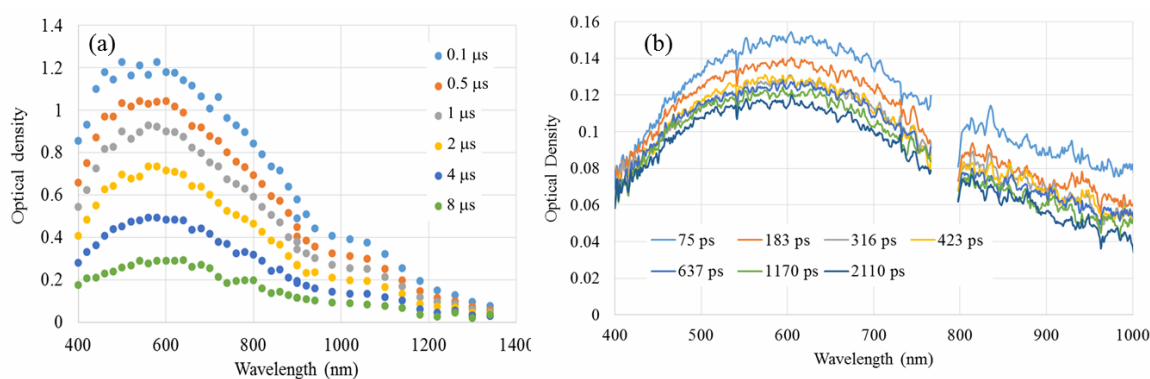 (a)
1.4
1.2
1
0.8
0.6
0.4
0.2
0
Optical density
400 600 800 1000 1200 1400
Wavelength (nm)
0.1 µs
0.5 µs
1 µs
2 µs
4 µs
8 µs
(b)
0.16
0.14
0.12
0.1
0.08
0.06
0.04
0.02
0
Optical Density
75 ps 183 ps 316 ps 423 ps
637 ps 1170 ps 2110 ps
400 500 600 700 800 900 1000
Wavelength (nm)